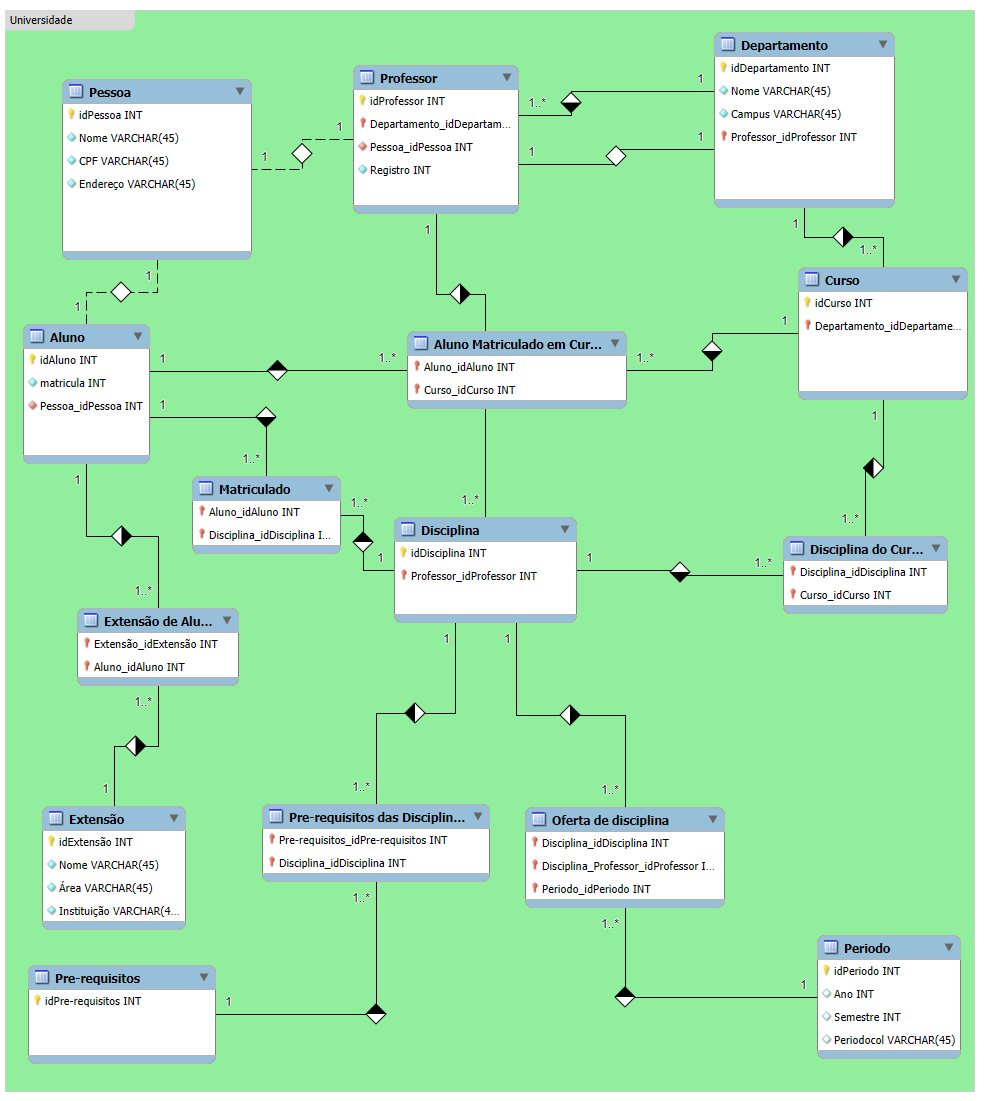 Universidade
Pessoa
idPessoa INT
Nome VARCHAR(45)
CPF VARCHAR(45)
Endereço VARCHAR(45)
Professor
idProfessor INT
Departamento_idDepartam...
Pessoa_idPessoa INT
Registro INT
Departamento
idDepartamento INT
Nome VARCHAR(45)
Campus VARCHAR(45)
Professor_idProfessor INT
1
1
1..*
1
1
1
1
1..*
1
1
1
Curso
idCurso INT
Departamento_idDepartame...
Aluno
idAluno INT
matricula INT
Pessoa_idPessoa INT
Aluno Matriculado em Cur...
Aluno_idAluno INT
Curso_idCurso INT
1
1..*
1..*
1
1
1..*
1
1..*
1
1..*
Matriculado
Aluno_idAluno INT
Disciplina_idDisciplina I...
1..*
1
Disciplina
idDisciplina INT
Professor_idProfessor INT
1
1..*
Disciplina do Cur...
Disciplina_idDisciplina INT
Curso_idCurso INT
1..*
Extensão de Alu...
Extensão_idExtensão INT
Aluno_idAluno INT
1..*
1
1
1
1..*
1..*
Extensão
idExtensão INT
Nome VARCHAR(45)
Área VARCHAR(45)
Instituição VARCHAR(4...
Pre-requisitos das Disciplin...
Pre-requisitos_idPre-requisitos INT
Disciplina_idDisciplina INT
1..*
Oferta de disciplina
Disciplina_idDisciplina INT
Disciplina_Professor_idProfessor I...
Periodo_idPeriodo INT
1..*
Pre-requisitos
idPre-requisitos INT
1
1
Periodo
idPeriodo INT
Ano INT
Semestre INT
Periodocol VARCHAR(45)